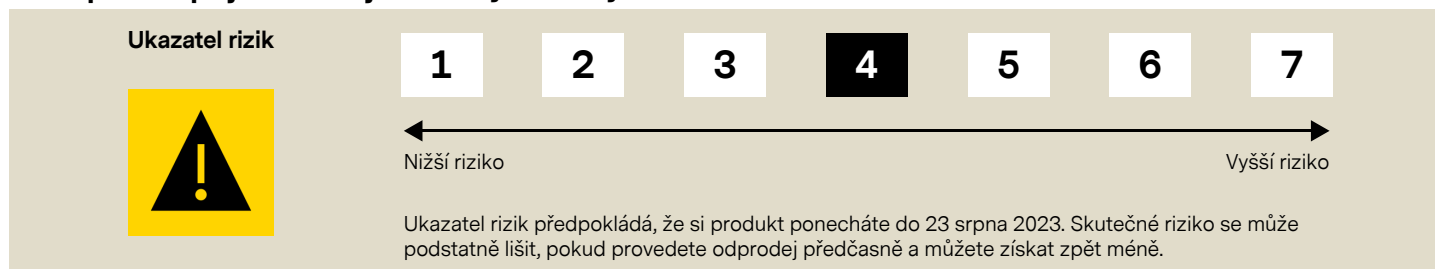 Ukazatel rizik
1 2 3 4 5 6 7
Nižší riziko Vyšší riziko
Ukazatel rizik předpokládá, že si produkt ponecháte do 23 srpna 2023. Skutečné riziko se může
podstatně lišit, pokud provedete odprodej předčasně a můžete získat zpět méně.